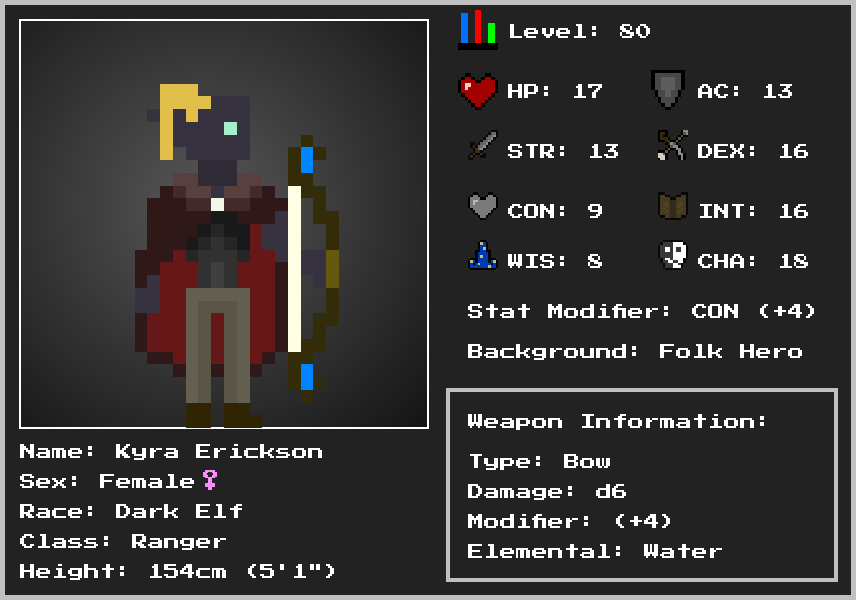 Level: 80
HP: 17
AC: 13
STR: 13
DEX: 16
CON: 9
INT: 16
WIS: 8
CHA: 18
Stat Modifier: CON (+4)
Background: Folk Hero
Weapon Information:
Type: Bow
Damage: d6
Modifier: (+4)
Elemental: Water
Name: Kyra Erickson
Sex: Female♀
Race: Dark Elf
Class: Ranger
Height: 154cm (5'1")